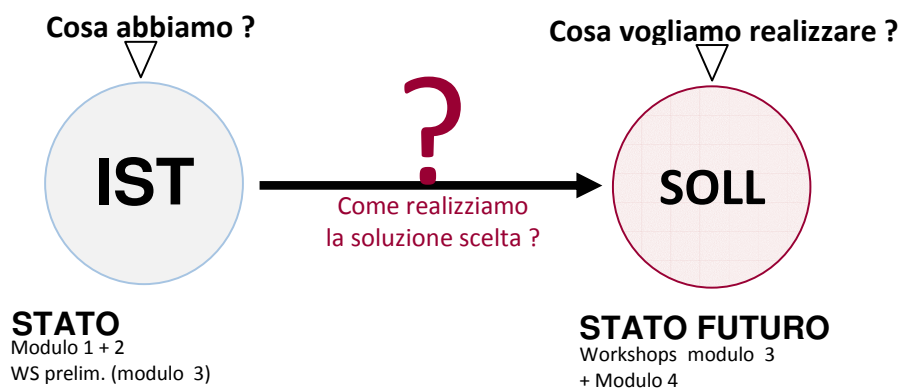 Cosa abbiamo ?
Cosa vogliamo realizzare ?
?
IST
SOLL
Come realizziamo
la soluzione scelta ?
STATO
Modulo 1 + 2
WS prelim. (modulo 3)
STATO FUTURO
Workshops modulo 3
+ Modulo 4